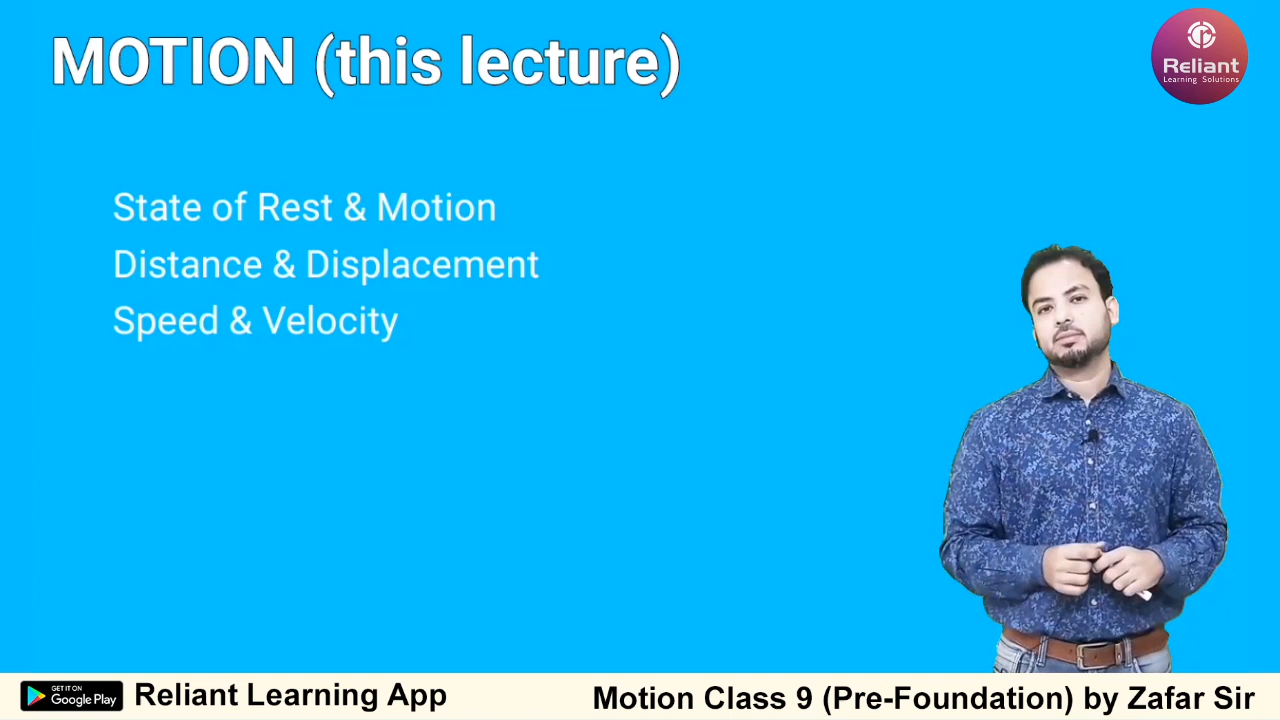 MOTION (this lecture)
Reliant
Learning Solutions
State of Rest & Motion
Distance & Displacement
Speed & Velocity
GET IT ON
Google Play
Reliant Learning App
Motion Class 9 (Pre-Foundation) by Zafar Sir